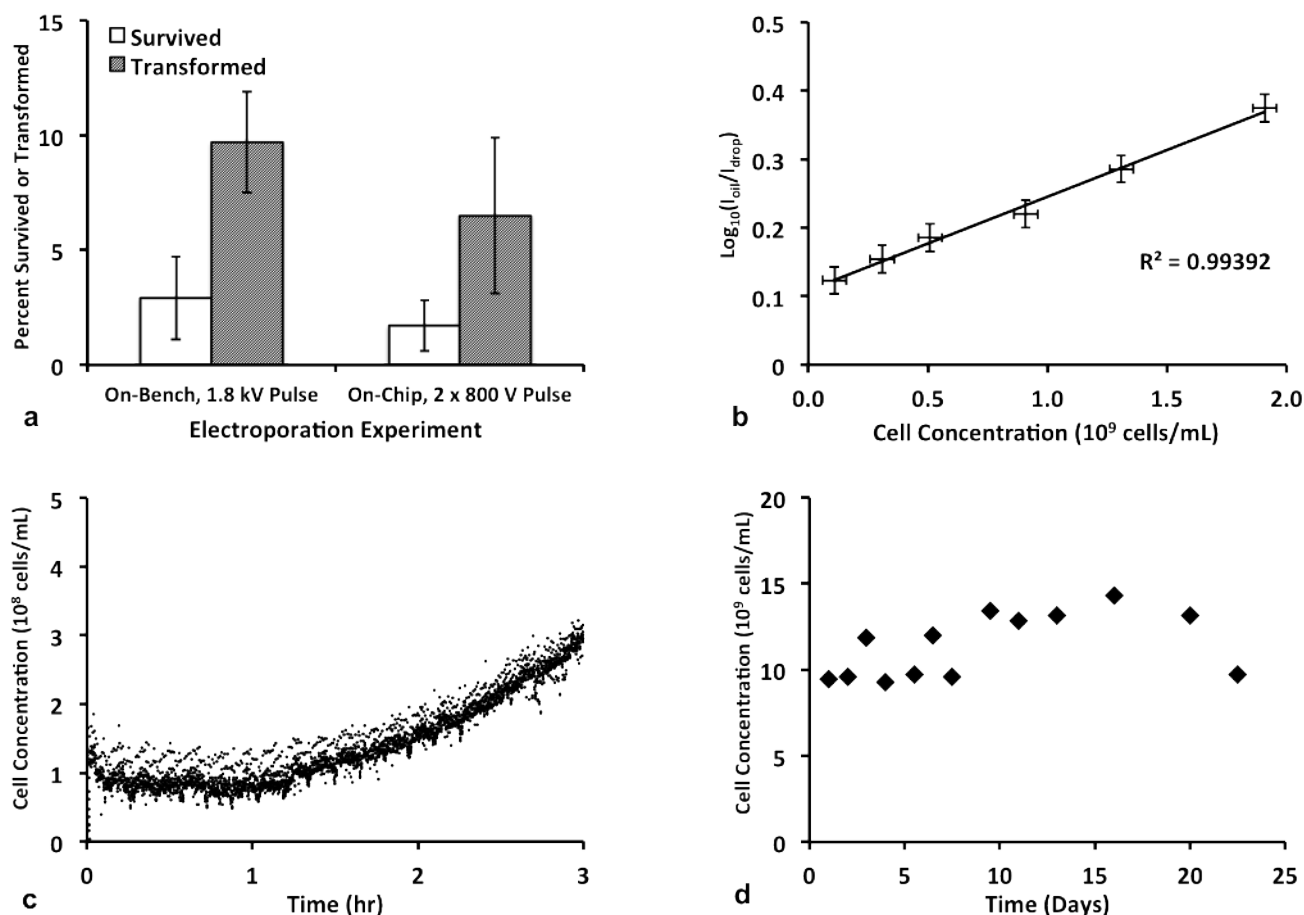 Percent Survived or Transformed
15
10
5
0
Survived
Transformed
On-Bench, 1.8 kV Pulse
On-Chip, 2 x 800 V Pulse
Electroporation Experiment
a
Log₁₀(I_oil/I_drop)
0.5
0.4
0.3
0.2
0.1
0
R² = 0.99392
0.0 0.5 1.0 1.5 2.0
Cell Concentration (10⁹ cells/mL)
b
Cell Concentration (10⁸ cells/mL)
5
4
3
2
1
0
0 1 2 3
Time (hr)
c
Cell Concentration (10⁹ cells/mL)
20
15
10
5
0
0 5 10 15 20 25
Time (Days)
d